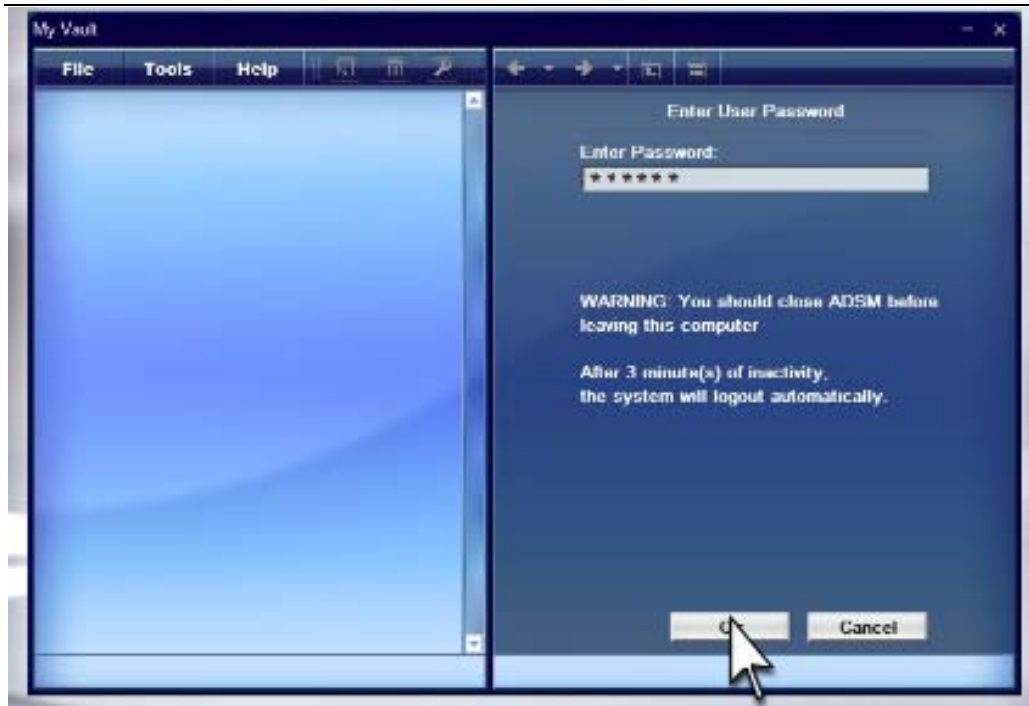 My Vault
File Tools Help
Enter User Password
Enter Password:
******
WARNING: You should close ADSM before
leaving this computer
After 3 minute(s) of inactivity,
the system will logout automatically.
Cancel